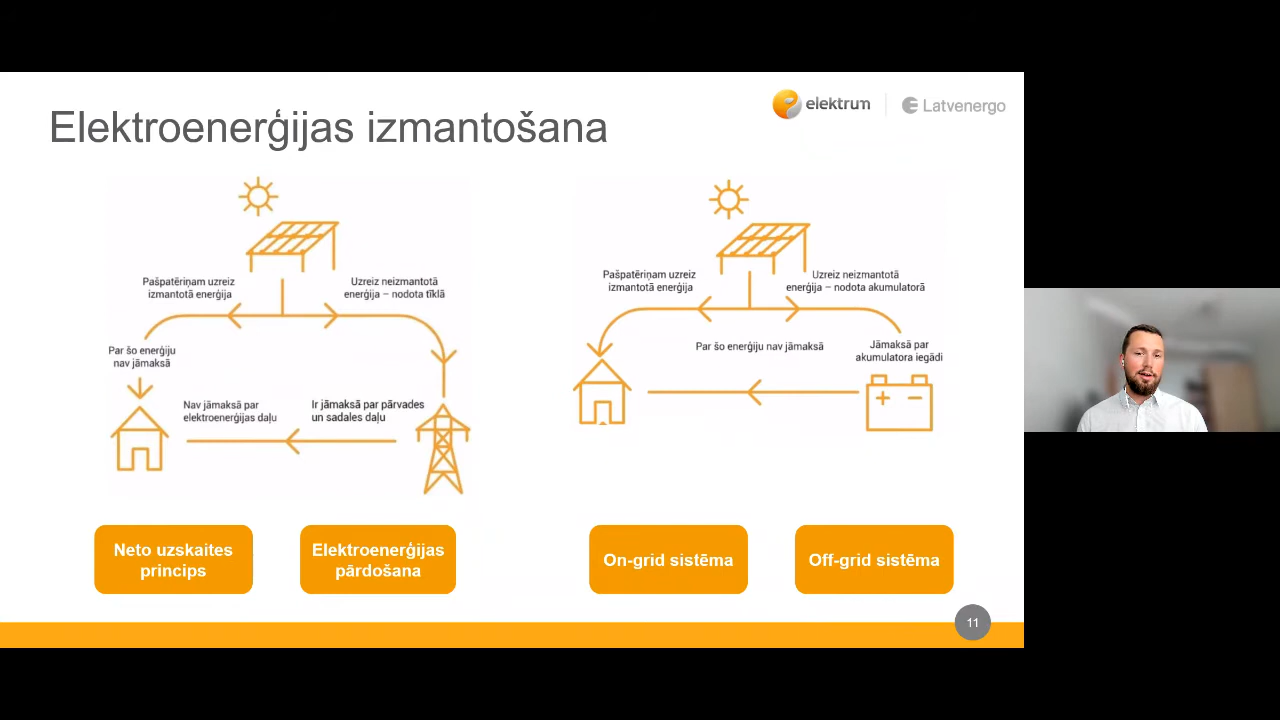 Elektroenerģijas izmantošana
elektrum
Latvenergo
Pašpatēriņam uzreiz
izmantotā enerģija
Uzreiz neizmantotā
enerģija – nodota tīklā
Par šo enerģiju
nav jāmaksā
Nav jāmaksā par
elektroenerģijas daļu
Ir jāmaksā par pārvades
un sadales daļu
Pašpatēriņam uzreiz
izmantotā enerģija
Uzreiz neizmantotā
enerģija – nodota akumulatorā
Par šo enerģiju nav jāmaksā
Jāmaksā par
akumulatora iegādi
Neto uzskaites
princips
Elektroenerģijas
pārdošana
On-grid sistēma
Off-grid sistēma
11